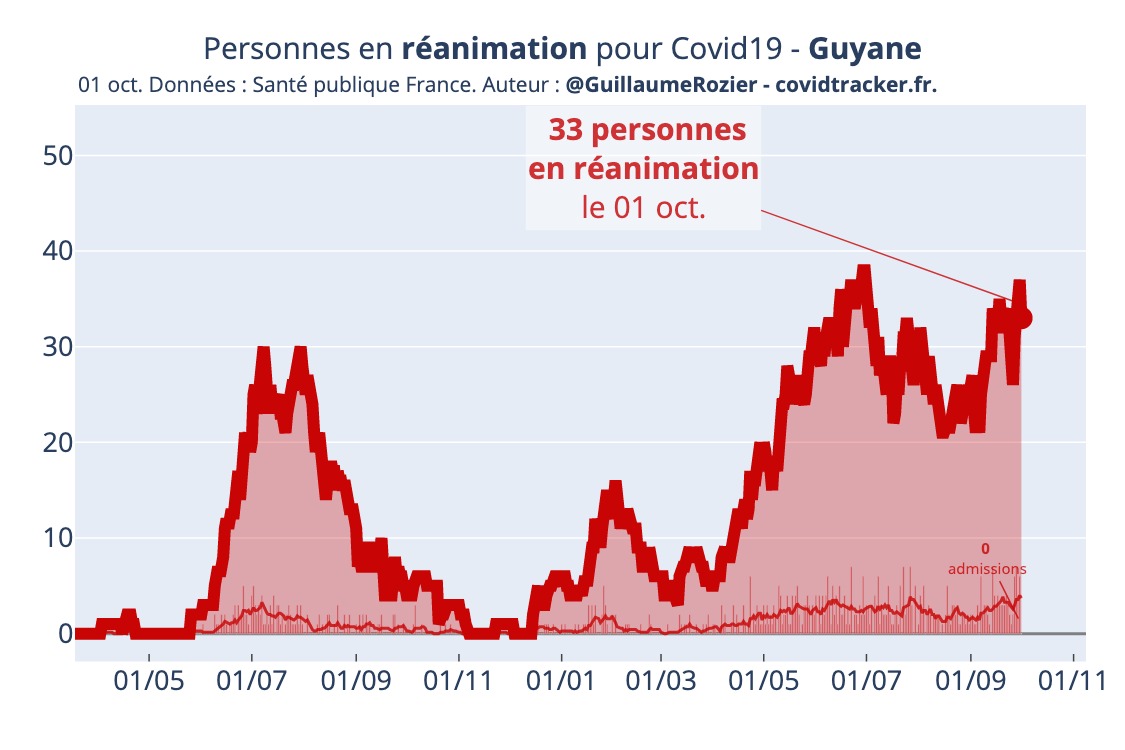 Personnes en réanimation pour Covid19 - Guyane
01 oct. Données : Santé publique France. Auteur : @GuillaumeRozier - covidtracker.fr.
33 personnes
en réanimation
le 01 oct.
50
40
30
20
10
0
0
admissions
01/05 01/07 01/09 01/11 01/01 01/03 01/05 01/07 01/09 01/11